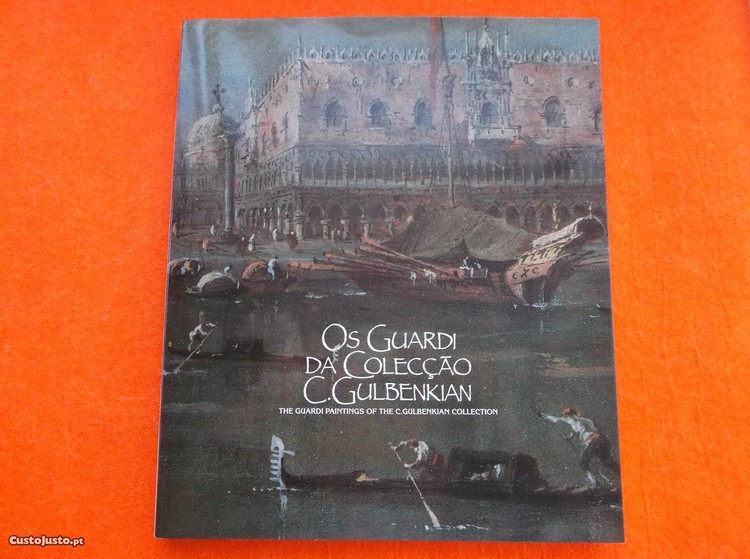 OS GUARDI
DA COLECÇÃO
C.GULBENKIAN
THE GUARDI PAINTINGS OF THE C.GULBENKIAN COLLECTION
CustoJusto.pt